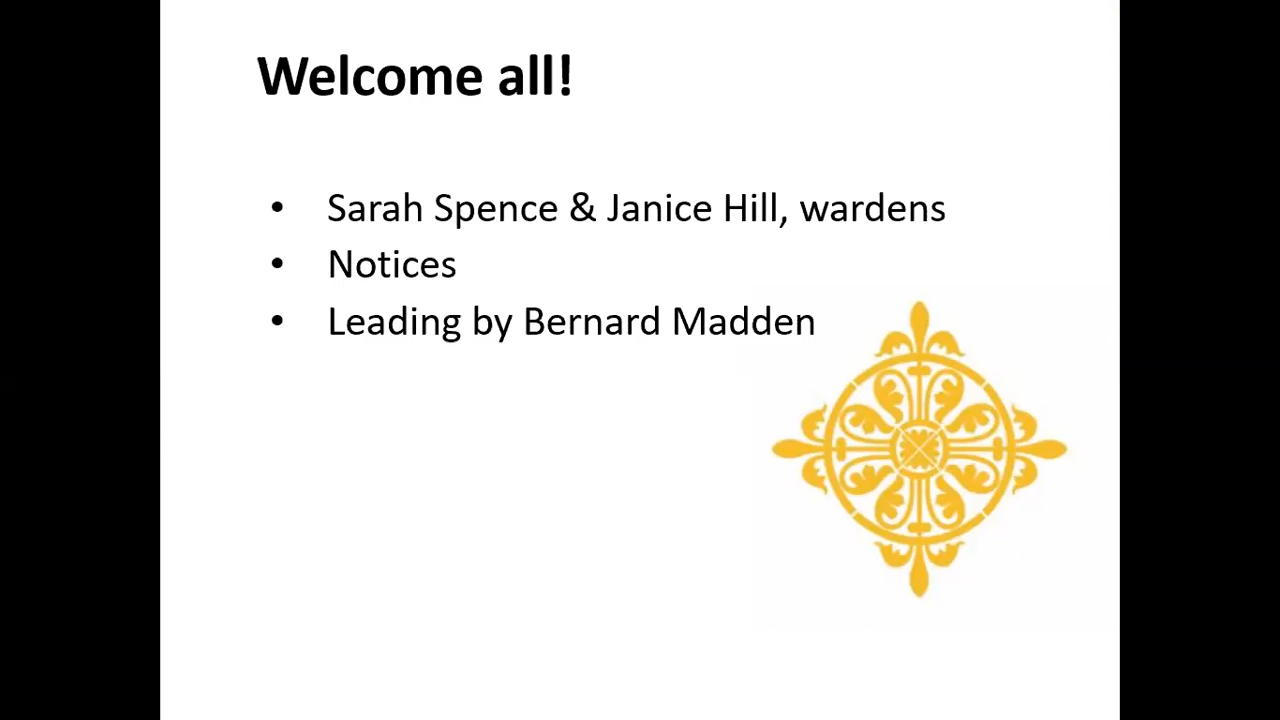 Welcome all!
• Sarah Spence & Janice Hill, wardens
• Notices
• Leading by Bernard Madden